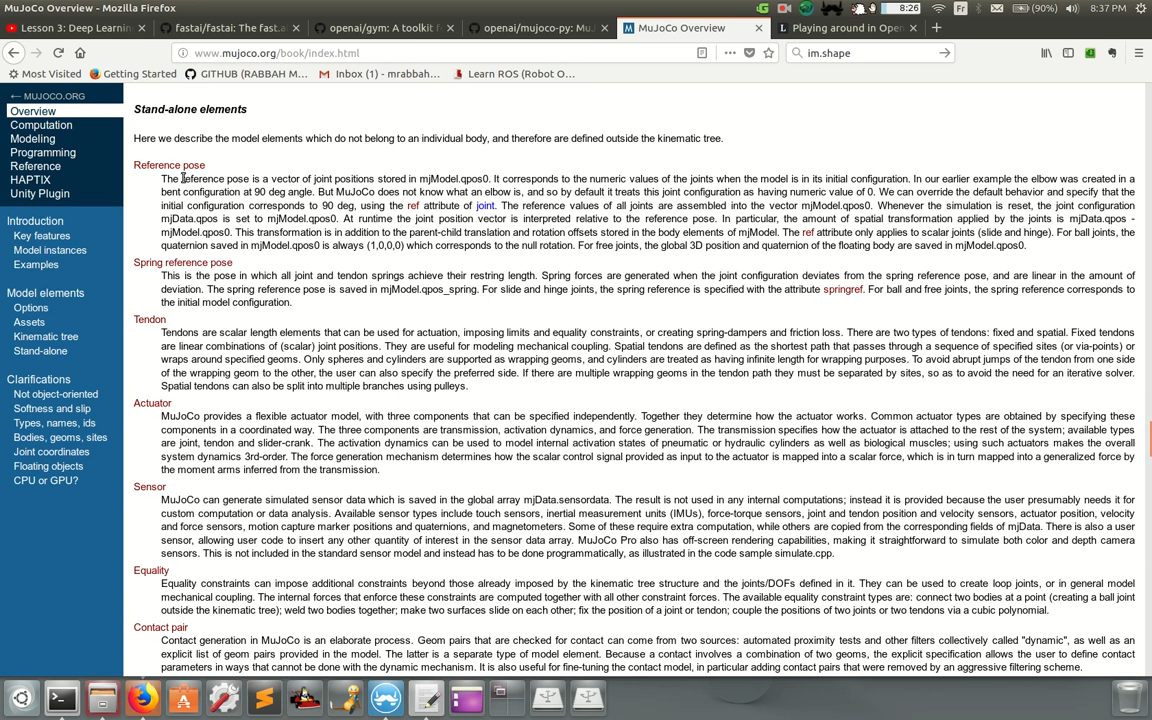 MuJoCo Overview - Mozilla Firefox
8:26 Fr (90%) 8:37 PM
Lesson 3: Deep Learnin
fastai/fastai: The fast.a
openai/gym: A toolkit f
openai/mujoco-py: Mu
MuJoCo Overview
Playing around in Open
www.mujoco.org/book/index.html
im.shape
Most Visited
Getting Started
GITHUB (RABBAH M...
Inbox (1) - mrabbah...
Learn ROS (Robot O...
← MUJOCO.ORG
Overview
Computation
Modeling
Programming
Reference
HAPTIX
Unity Plugin
Introduction
Key features
Model instances
Examples
Model elements
Options
Assets
Kinematic tree
Stand-alone
Clarifications
Not object-oriented
Softness and slip
Types, names, ids
Bodies, geoms, sites
Joint coordinates
Floating objects
CPU or GPU?
Stand-alone elements
Here we describe the model elements which do not belong to an individual body, and therefore are defined outside the kinematic tree.
Reference pose
The reference pose is a vector of joint positions stored in mjModel.qpos0. It corresponds to the numeric values of the joints when the model is in its initial configuration. In our earlier example the elbow was created in a
bent configuration at 90 deg angle. But MuJoCo does not know what an elbow is, and so by default it treats this joint configuration as having numeric value of 0. We can override the default behavior and specify that the
initial configuration corresponds to 90 deg, using the ref attribute of joint. The reference values of all joints are assembled into the vector mjModel.qpos0. Whenever the simulation is reset, the joint configuration
mjData.qpos is set to mjModel.qpos0. At runtime the joint position vector is interpreted relative to the reference pose. In particular, the amount of spatial transformation applied by the joints is mjData.qpos -
mjModel.qpos0. This transformation is in addition to the parent-child translation and rotation offsets stored in the body elements of mjModel. The ref attribute only applies to scalar joints (slide and hinge). For ball joints, the
quaternion saved in mjModel.qpos0 is always (1,0,0,0) which corresponds to the null rotation. For free joints, the global 3D position and quaternion of the floating body are saved in mjModel.qpos0.
Spring reference pose
This is the pose in which all joint and tendon springs achieve their restring length. Spring forces are generated when the joint configuration deviates from the spring reference pose, and are linear in the amount of
deviation. The spring reference pose is saved in mjModel.qpos_spring. For slide and hinge joints, the spring reference is specified with the attribute springref. For ball and free joints, the spring reference corresponds to
the initial model configuration.
Tendon
Tendons are scalar length elements that can be used for actuation, imposing limits and equality constraints, or creating spring-dampers and friction loss. There are two types of tendons: fixed and spatial. Fixed tendons
are linear combinations of (scalar) joint positions. They are useful for modeling mechanical coupling. Spatial tendons are defined as the shortest path that passes through a sequence of specified sites (or via-points) or
wraps around specified geoms. Only spheres and cylinders are supported as wrapping geoms, and cylinders are treated as having infinite length for wrapping purposes. To avoid abrupt jumps of the tendon from one side
of the wrapping geom to the other, the user can also specify the preferred side. If there are multiple wrapping geoms in the tendon path they must be separated by sites, so as to avoid the need for an iterative solver.
Spatial tendons can also be split into multiple branches using pulleys.
Actuator
MuJoCo provides a flexible actuator model, with three components that can be specified independently. Together they determine how the actuator works. Common actuator types are obtained by specifying these
components in a coordinated way. The three components are transmission, activation dynamics, and force generation. The transmission specifies how the actuator is attached to the rest of the system; available types
are joint, tendon and slider-crank. The activation dynamics can be used to model internal activation states of pneumatic or hydraulic cylinders as well as biological muscles; using such actuators makes the overall
system dynamics 3rd-order. The force generation mechanism determines how the scalar control signal provided as input to the actuator is mapped into a scalar force, which is in turn mapped into a generalized force by
the moment arms inferred from the transmission.
Sensor
MuJoCo can generate simulated sensor data which is saved in the global array mjData.sensordata. The result is not used in any internal computations; instead it is provided because the user presumably needs it for
custom computation or data analysis. Available sensor types include touch sensors, inertial measurement units (IMUs), force-torque sensors, joint and tendon position and velocity sensors, actuator position, velocity
and force sensors, motion capture marker positions and quaternions, and magnetometers. Some of these require extra computation, while others are copied from the corresponding fields of mjData. There is also a user
sensor, allowing user code to insert any other quantity of interest in the sensor data array. MuJoCo Pro also has off-screen rendering capabilities, making it straightforward to simulate both color and depth camera
sensors. This is not included in the standard sensor model and instead has to be done programmatically, as illustrated in the code sample simulate.cpp.
Equality
Equality constraints can impose additional constraints beyond those already imposed by the kinematic tree structure and the joints/DOFs defined in it. They can be used to create loop joints, or in general model
mechanical coupling. The internal forces that enforce these constraints are computed together with all other constraint forces. The available equality constraint types are: connect two bodies at a point (creating a ball joint
outside the kinematic tree); weld two bodies together; make two surfaces slide on each other; fix the position of a joint or tendon; couple the positions of two joints or two tendons via a cubic polynomial.
Contact pair
Contact generation in MuJoCo is an elaborate process. Geom pairs that are checked for contact can come from two sources: automated proximity tests and other filters collectively called "dynamic", as well as an
explicit list of geom pairs provided in the model. The latter is a separate type of model element. Because a contact involves a combination of two geoms, the explicit specification allows the user to define contact
parameters in ways that cannot be done with the dynamic mechanism. It is also useful for fine-tuning the contact model, in particular adding contact pairs that were removed by an aggressive filtering scheme.